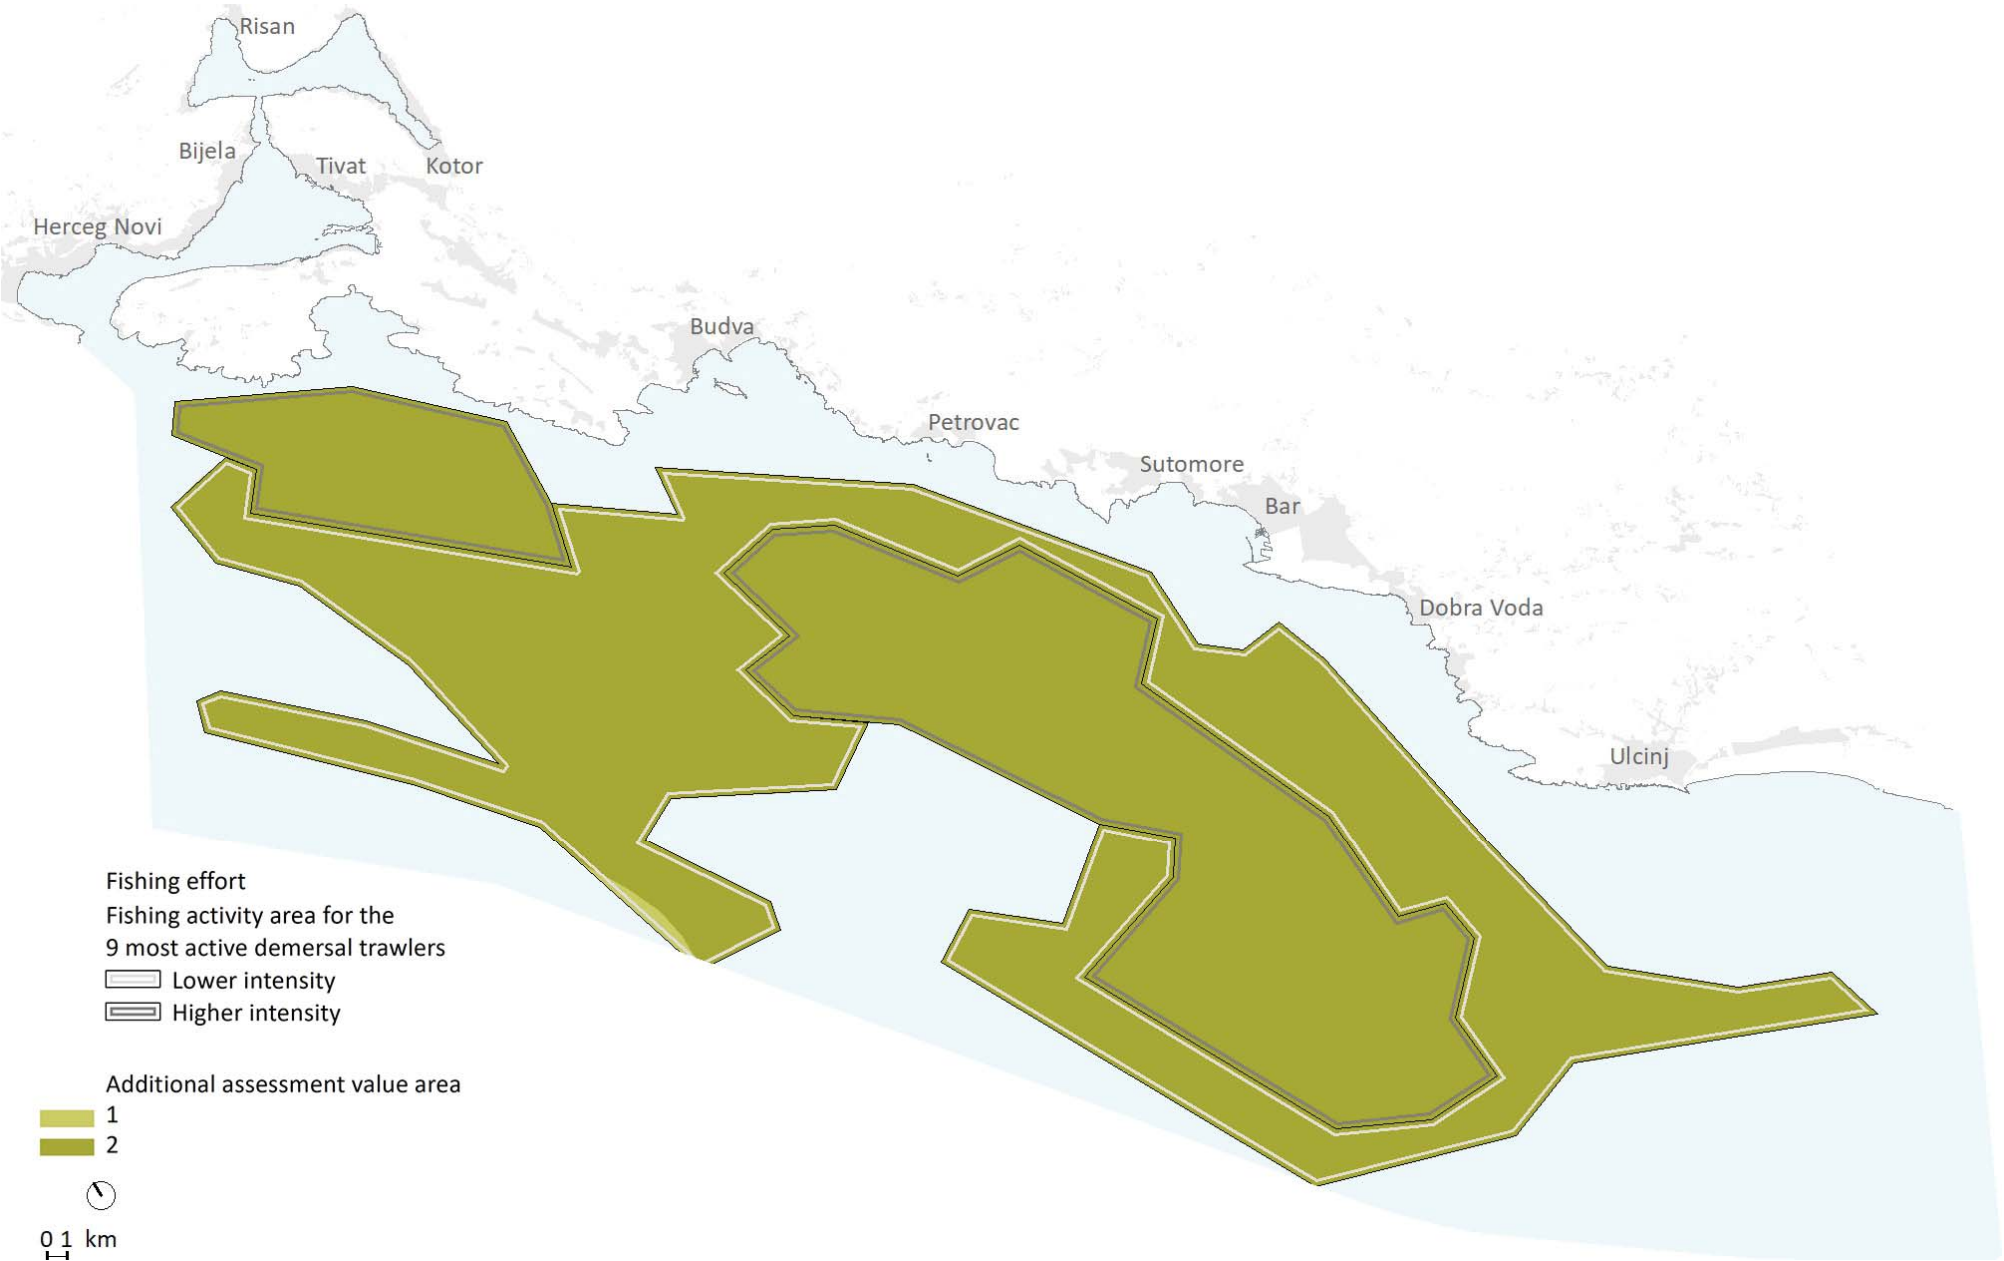 Risan
Bijela
Tivat
Kotor
Herceg Novi
Budva
Petrovac
Sutomore
Bar
Dobra Voda
Ulcinj
Fishing effort
Fishing activity area for the
9 most active demersal trawlers
Lower intensity
Higher intensity
Additional assessment value area
1
2
0 1 km